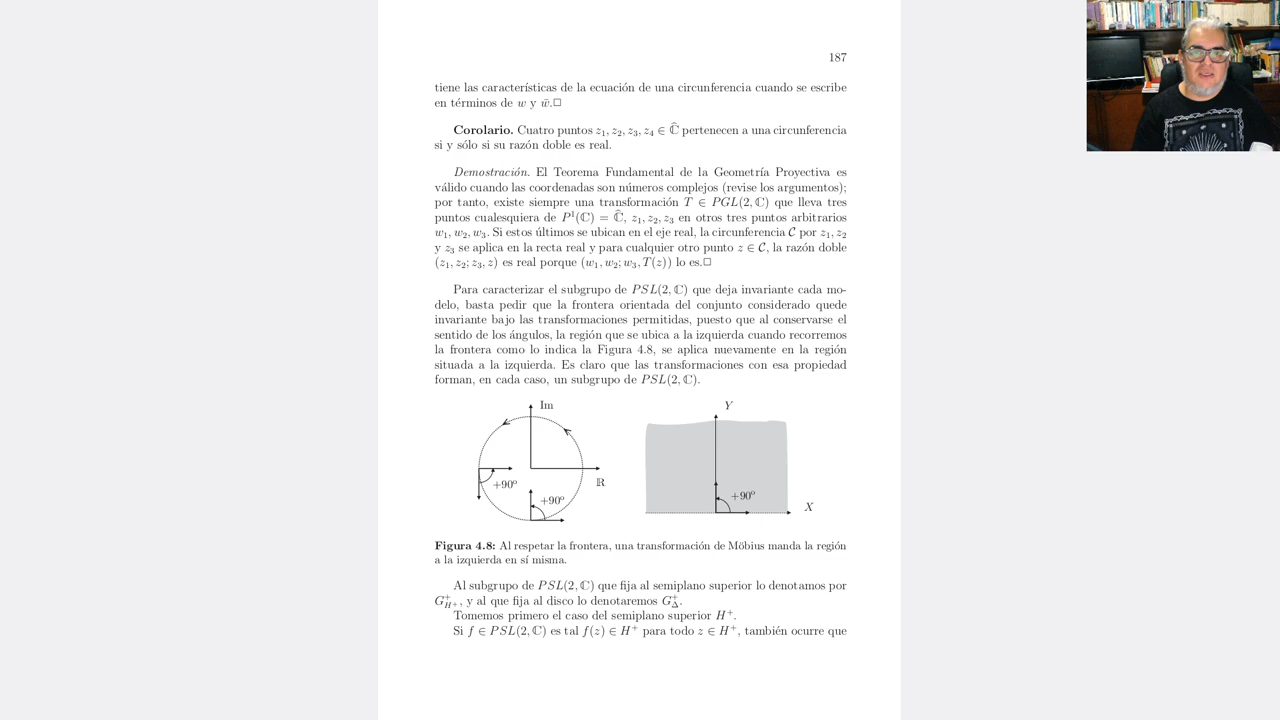 187
tiene las características de la ecuación de una circunferencia cuando se escribe
en términos de w y w̄.□
Corolario. Cuatro puntos z₁, z₂, z₃, z₄ ∈ Ĉ pertenecen a una circunferencia
si y sólo si su razón doble es real.
Demostración. El Teorema Fundamental de la Geometría Proyectiva es
válido cuando las coordenadas son números complejos (revise los argumentos);
por tanto, existe siempre una transformación T ∈ PGL(2, ℂ) que lleva tres
puntos cualesquiera de P¹(ℂ) = Ĉ, z₁, z₂, z₃ en otros tres puntos arbitrarios
w₁, w₂, w₃. Si estos últimos se ubican en el eje real, la circunferencia 𝒞 por z₁, z₂
y z₃ se aplica en la recta real y para cualquier otro punto z ∈ 𝒞, la razón doble
(z₁, z₂; z₃, z) es real porque (w₁, w₂; w₃, T(z)) lo es.□
Para caracterizar el subgrupo de PSL(2, ℂ) que deja invariante cada mo-
delo, basta pedir que la frontera orientada del conjunto considerado quede
invariante bajo las transformaciones permitidas, puesto que al conservarse el
sentido de los ángulos, la región que se ubica a la izquierda cuando recorremos
la frontera como lo indica la Figura 4.8, se aplica nuevamente en la región
situada a la izquierda. Es claro que las transformaciones con esa propiedad
forman, en cada caso, un subgrupo de PSL(2, ℂ).
Im
ℝ
+90º
+90º
Y
+90º
X
Figura 4.8: Al respetar la frontera, una transformación de Möbius manda la región
a la izquierda en sí misma.
Al subgrupo de PSL(2, ℂ) que fija al semiplano superior lo denotamos por
G⁺_{H⁺}, y al que fija al disco lo denotaremos G⁺_Δ.
Tomemos primero el caso del semiplano superior H⁺.
Si f ∈ PSL(2, ℂ) es tal f(z) ∈ H⁺ para todo z ∈ H⁺, también ocurre que